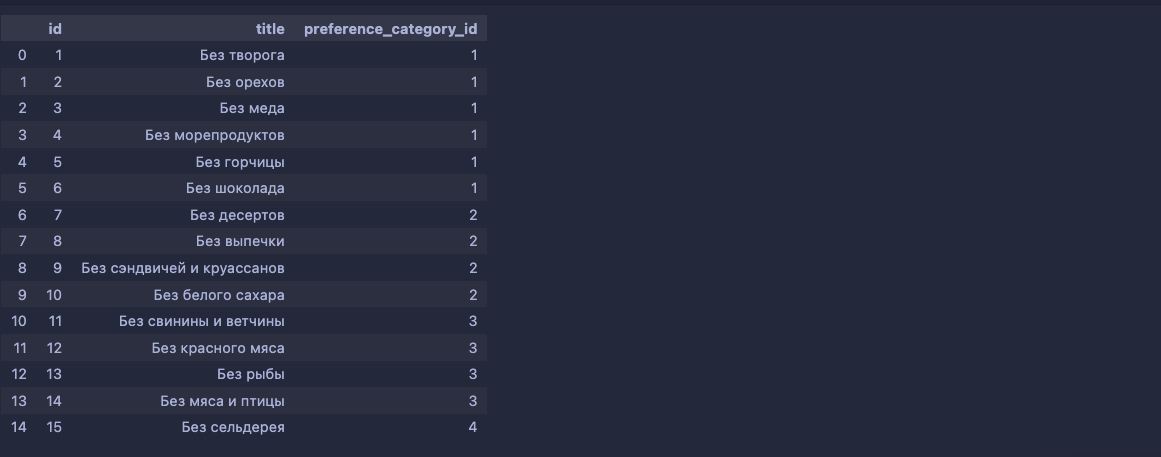 id title preference_category_id
0 1 Без творога 1
1 2 Без орехов 1
2 3 Без меда 1
3 4 Без морепродуктов 1
4 5 Без горчицы 1
5 6 Без шоколада 1
6 7 Без десертов 2
7 8 Без выпечки 2
8 9 Без сэндвичей и круассанов 2
9 10 Без белого сахара 2
10 11 Без свинины и ветчины 3
11 12 Без красного мяса 3
12 13 Без рыбы 3
13 14 Без мяса и птицы 3
14 15 Без сельдерея 4